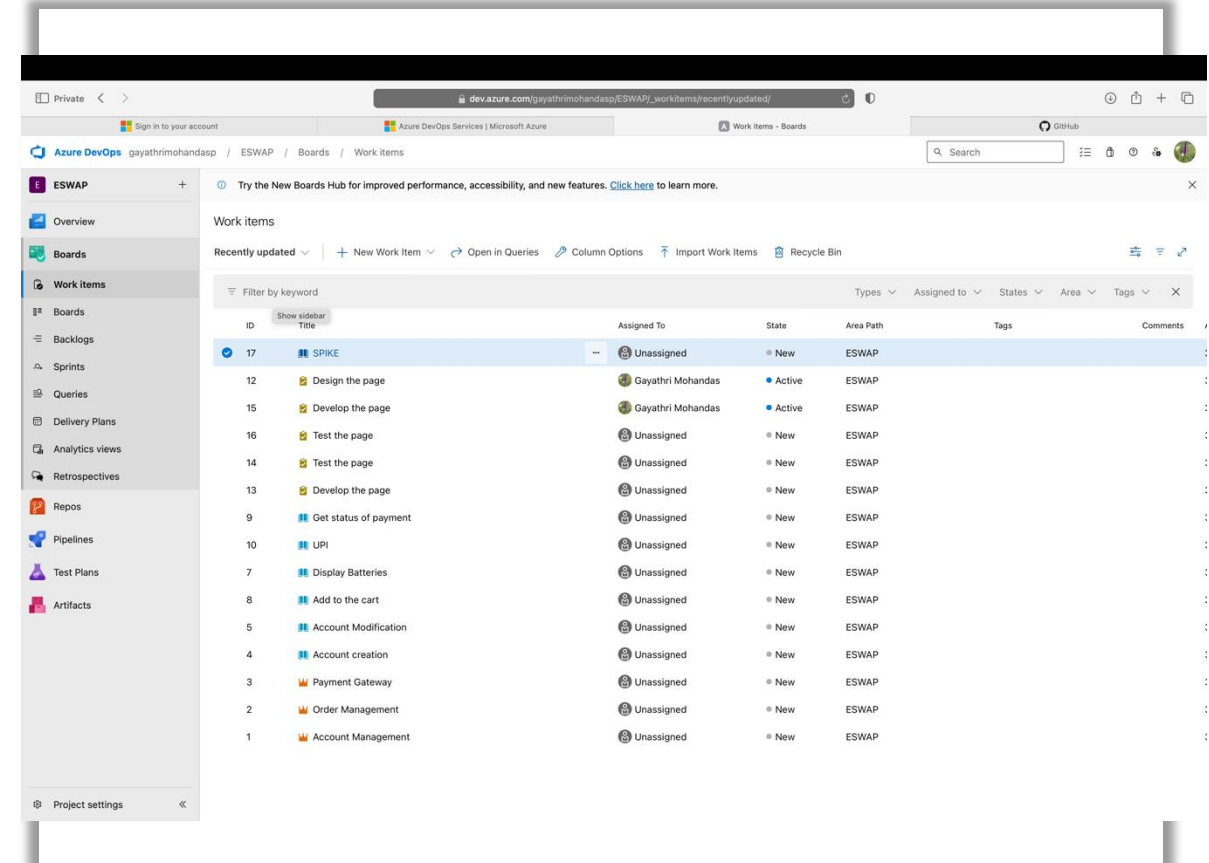 Private
dev.azure.com/gayathrimohandasp/ESWAP/_workitems/recentlyupdated/
Sign in to your account
Azure DevOps Services | Microsoft Azure
Work items - Boards
GitHub
Azure DevOps gayathrimohandasp / ESWAP / Boards / Work items
Search
E ESWAP
Try the New Boards Hub for improved performance, accessibility, and new features. Click here to learn more.
Overview
Boards
Work items
Boards
Backlogs
Sprints
Queries
Delivery Plans
Analytics views
Retrospectives
Repos
Pipelines
Test Plans
Artifacts
Project settings
Work items
Recently updated New Work Item Open in Queries Column Options Import Work Items Recycle Bin
Filter by keyword Types Assigned to States Area Tags
Show sidebar
ID Title Assigned To State Area Path Tags Comments
17 SPIKE Unassigned New ESWAP
12 Design the page Gayathri Mohandas Active ESWAP
15 Develop the page Gayathri Mohandas Active ESWAP
16 Test the page Unassigned New ESWAP
14 Test the page Unassigned New ESWAP
13 Develop the page Unassigned New ESWAP
9 Get status of payment Unassigned New ESWAP
10 UPI Unassigned New ESWAP
7 Display Batteries Unassigned New ESWAP
8 Add to the cart Unassigned New ESWAP
5 Account Modification Unassigned New ESWAP
4 Account creation Unassigned New ESWAP
3 Payment Gateway Unassigned New ESWAP
2 Order Management Unassigned New ESWAP
1 Account Management Unassigned New ESWAP